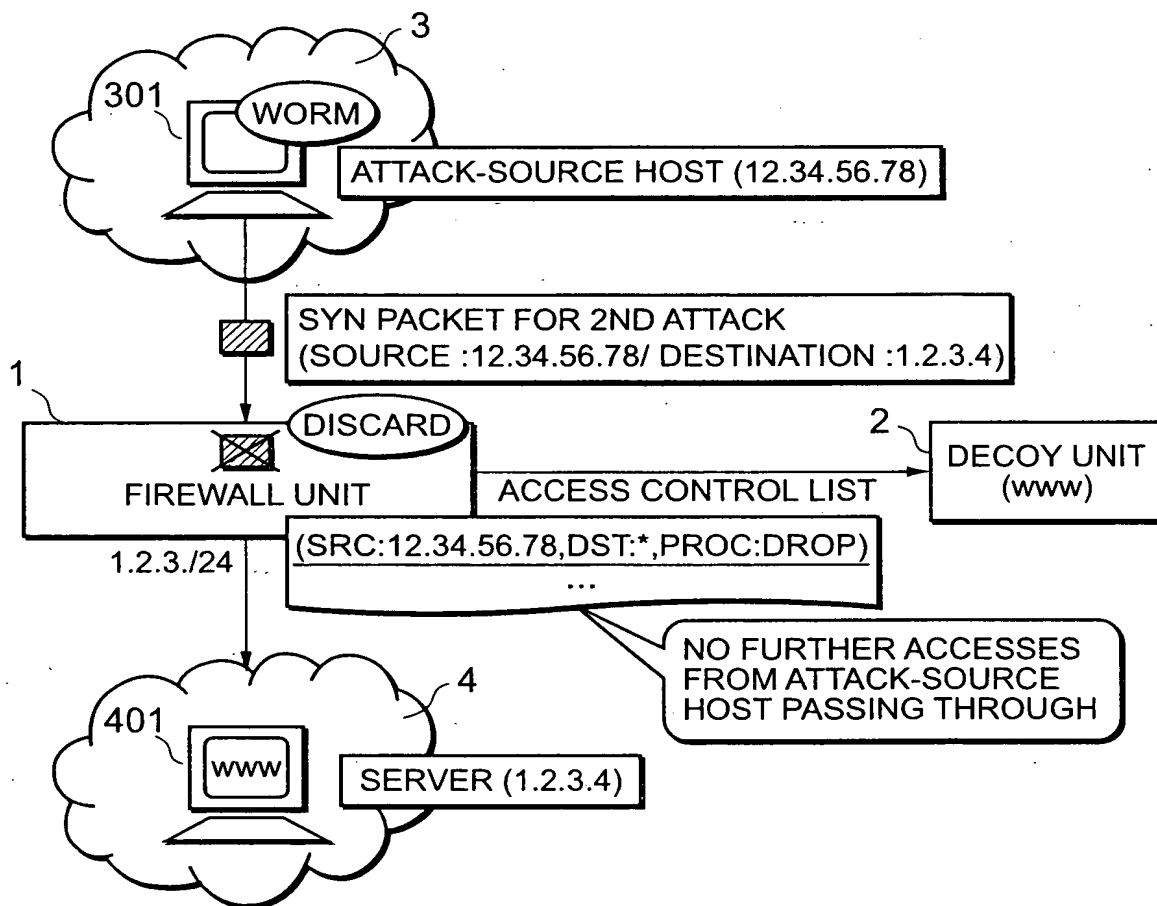 3
301
WORM
ATTACK-SOURCE HOST (12.34.56.78)
SYN PACKET FOR 2ND ATTACK
(SOURCE :12.34.56.78/ DESTINATION :1.2.3.4)
1
DISCARD
FIREWALL UNIT
2
DECOY UNIT
(WWW)
ACCESS CONTROL LIST
1.2.3./24
(SRC:12.34.56.78,DST:*,PROC:DROP)
...
NO FURTHER ACCESSES
FROM ATTACK-SOURCE
HOST PASSING THROUGH
4
401
WWW
SERVER (1.2.3.4)